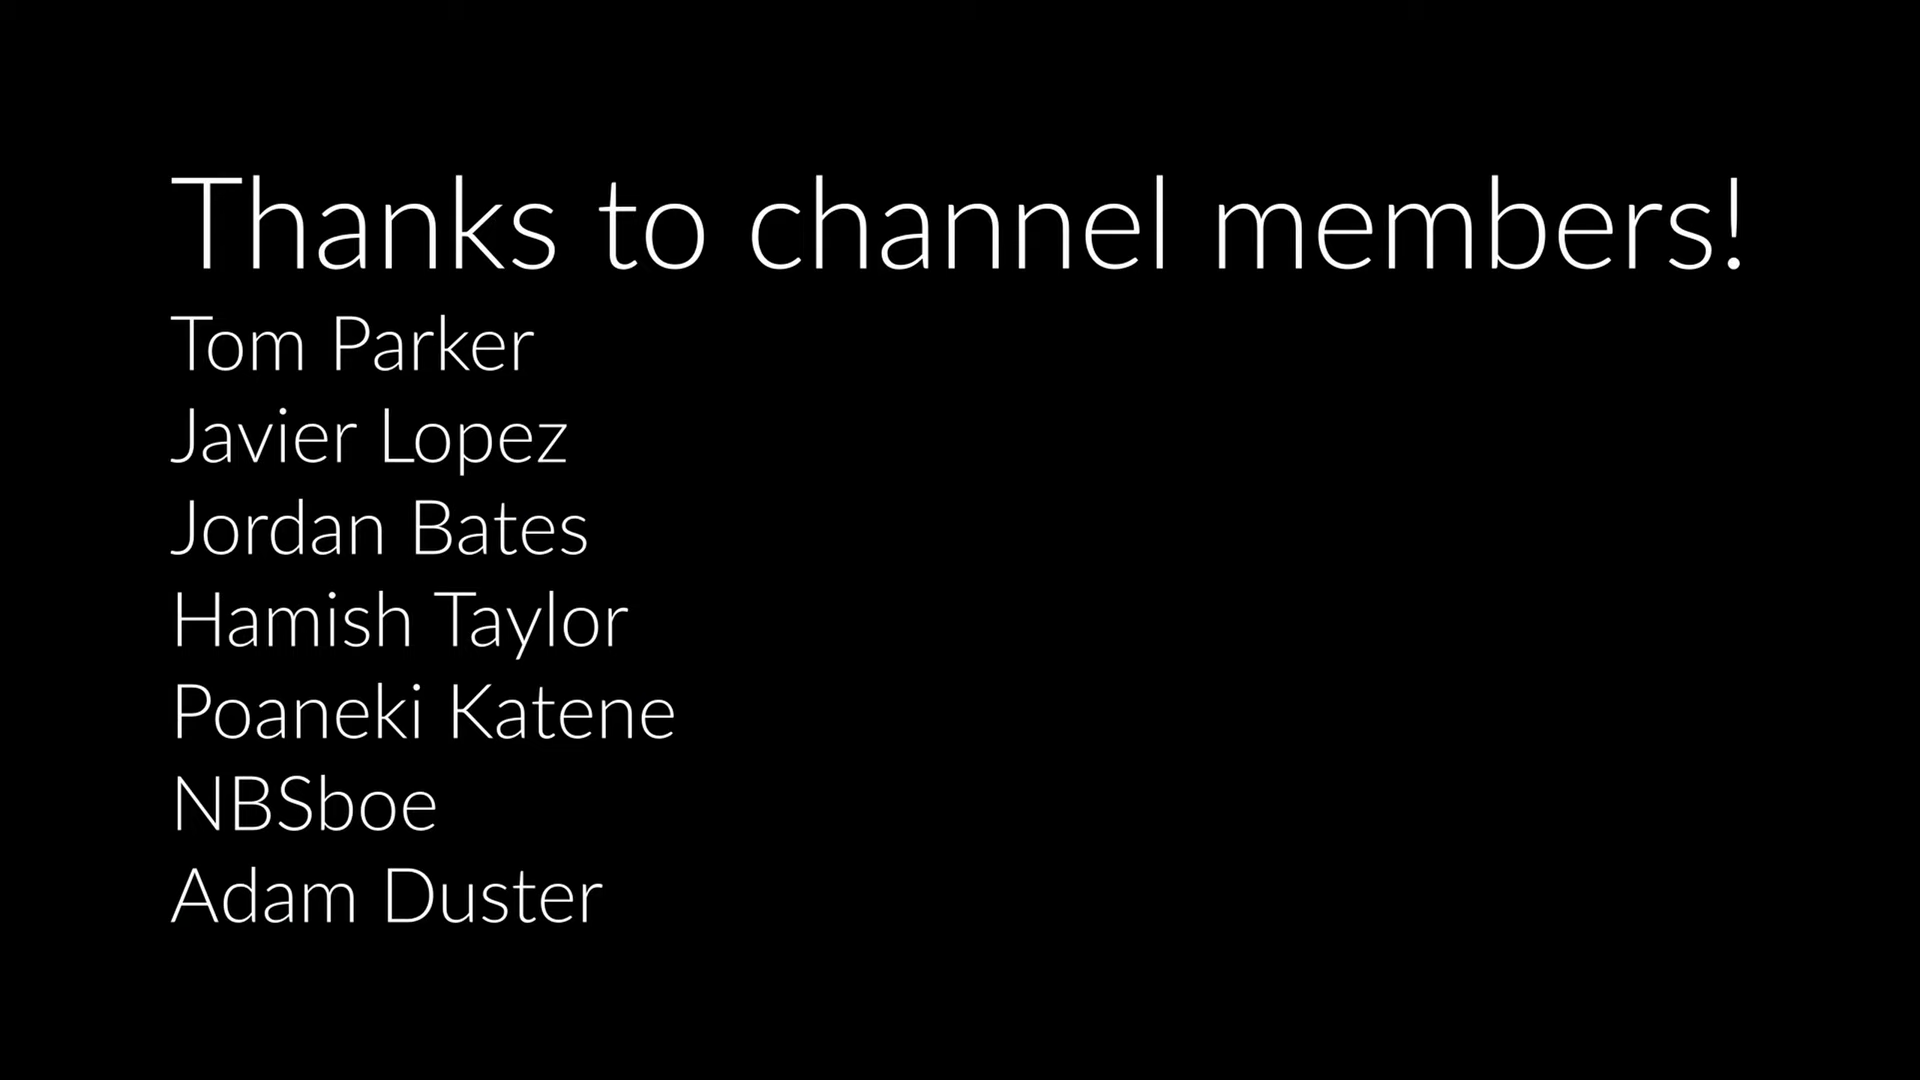 Thanks to channel members!
Tom Parker
Javier Lopez
Jordan Bates
Hamish Taylor
Poaneki Katene
NBSboe
Adam Duster